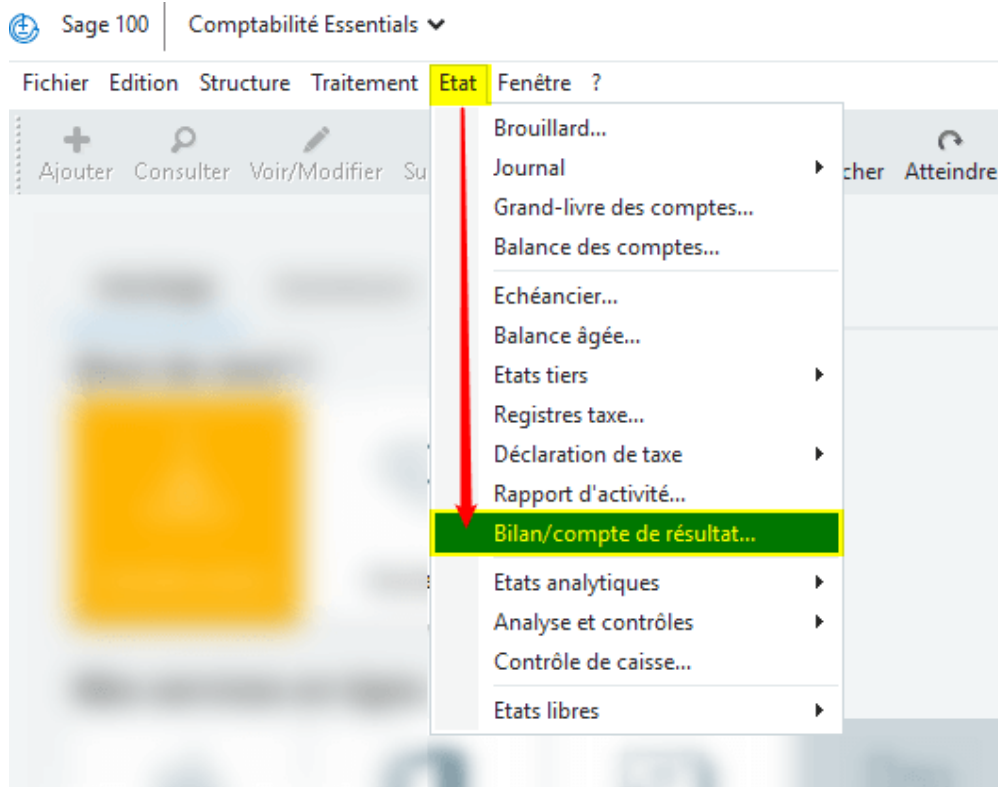 Sage 100 Comptabilité Essentials
Fichier Edition Structure Traitement Etat Fenêtre ?
Ajouter Consulter Voir/Modifier Su cher Atteindre
Brouillard...
Journal
Grand-livre des comptes...
Balance des comptes...
Echéancier...
Balance âgée...
Etats tiers
Registres taxe...
Déclaration de taxe
Rapport d'activité...
Bilan/compte de résultat...
Etats analytiques
Analyse et contrôles
Contrôle de caisse...
Etats libres